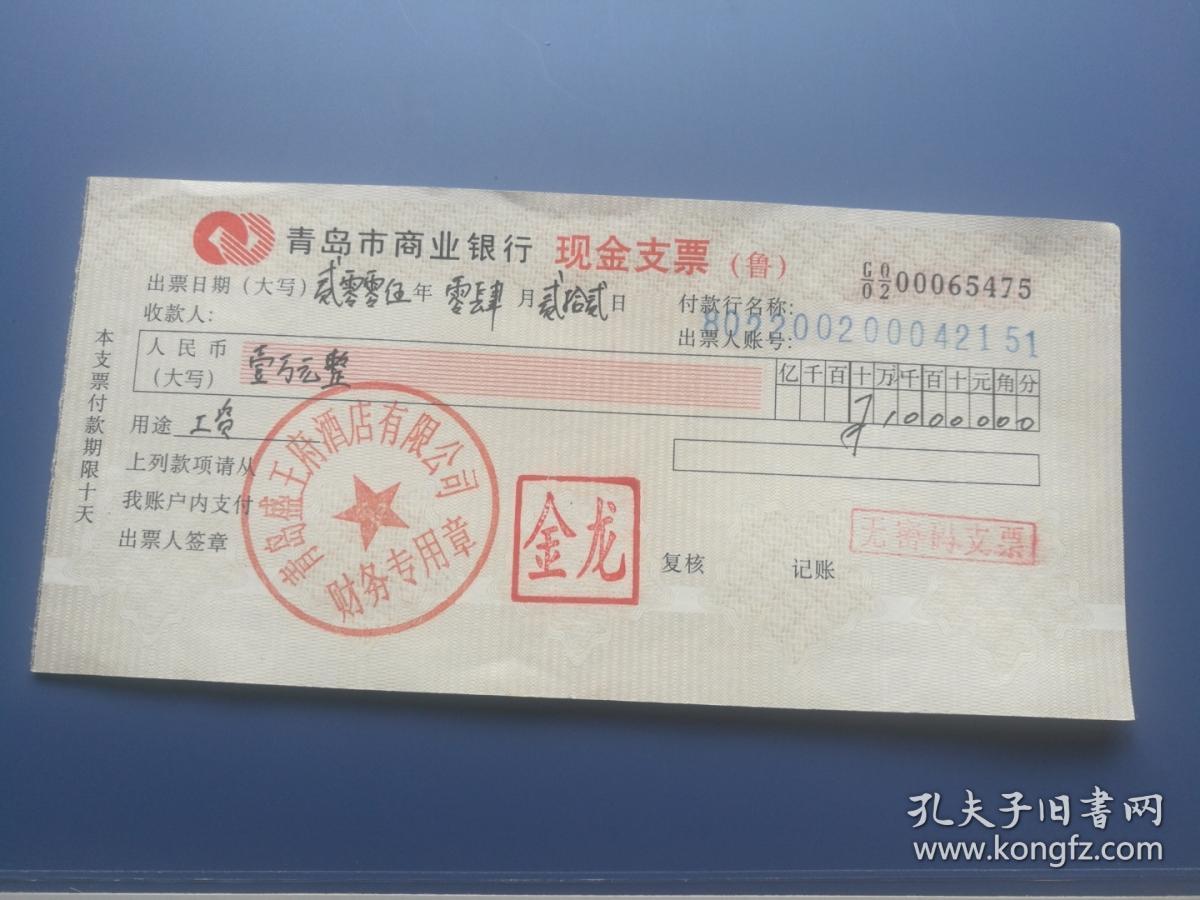 青岛市商业银行 现金支票（鲁） G0/02 00065475
出票日期（大写）贰零零伍年 零肆月贰拾贰日 付款行名称:
收款人: 出票人账号: 802200200042151
人民币（大写） 壹万元整
亿千百十万千百十元角分
1000000
用途 工资
上列款项请从
我账户内支付
出票人签章
复核 记账
本支票付款期限十天
青岛盛王府酒店有限公司
财务专用章
金龙
无密码支票
孔夫子旧书网
www.kongfz.com